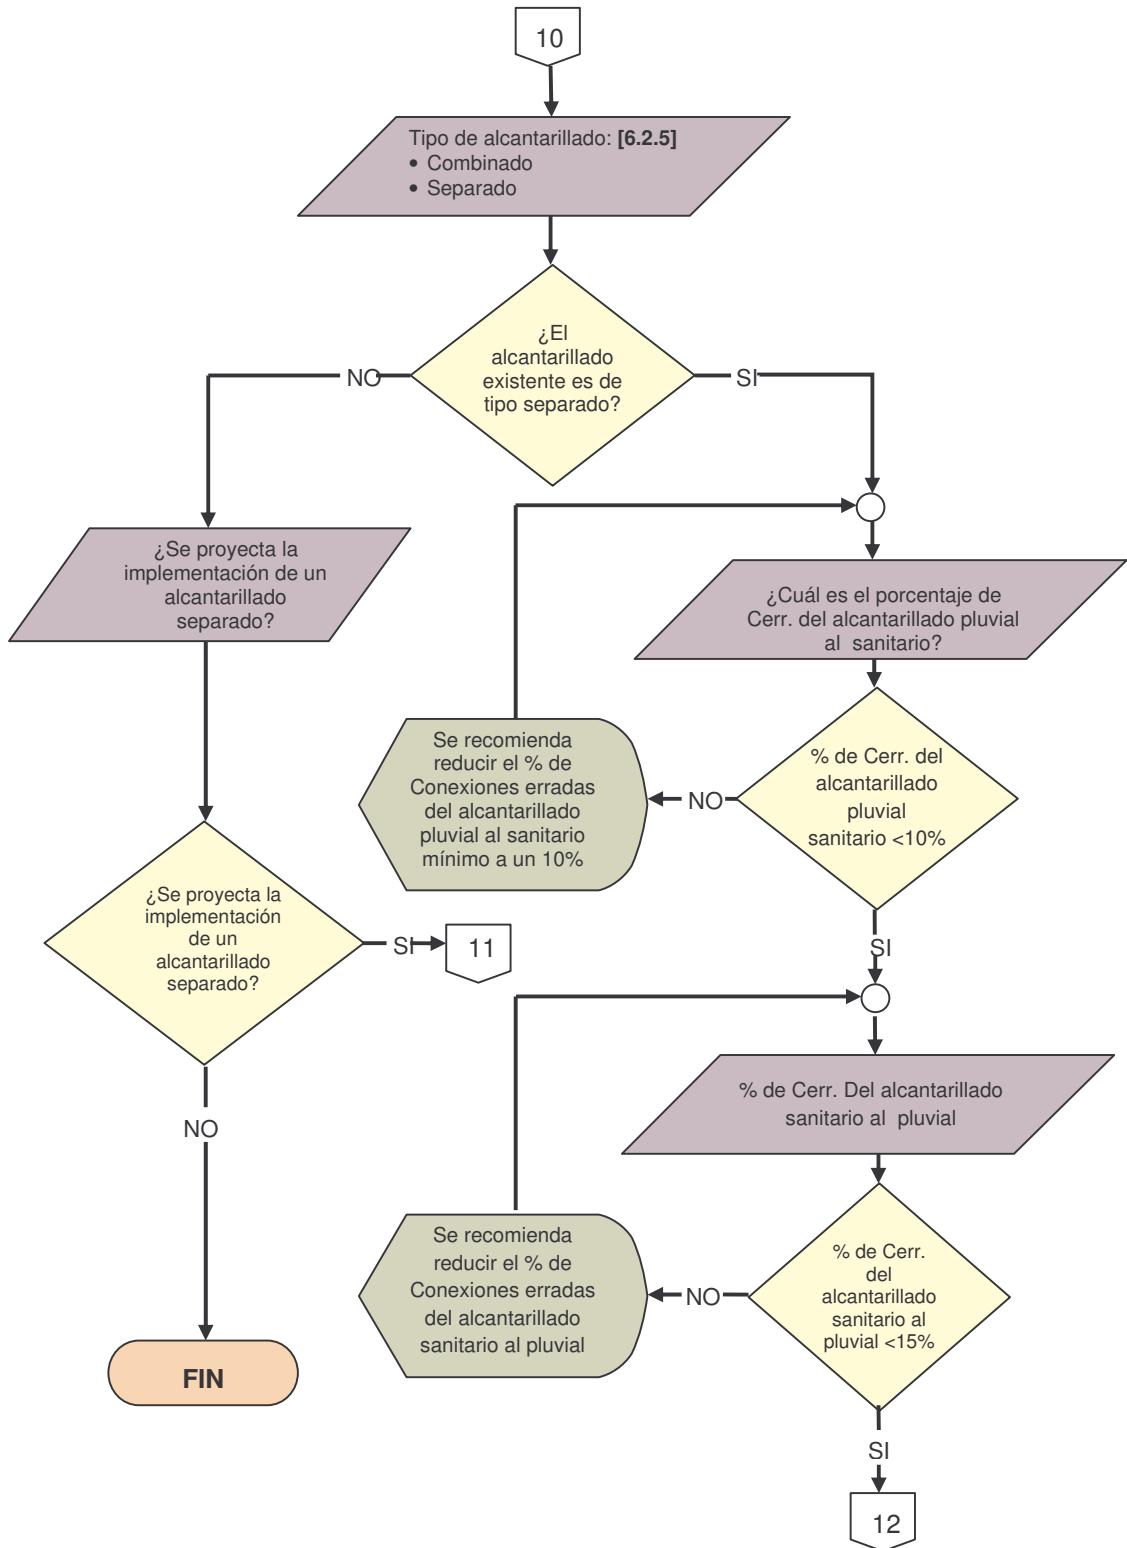 10
Tipo de alcantarillado: [6.2.5]
• Combinado
• Separado
¿El
alcantarillado
existente es de
tipo separado?
NO
SI
¿Se proyecta la
implementación de un
alcantarillado
separado?
¿Cuál es el porcentaje de
Cerr. del alcantarillado pluvial
al sanitario?
Se recomienda
reducir el % de
Conexiones erradas
del alcantarillado
pluvial al sanitario
mínimo a un 10%
NO
% de Cerr. del
alcantarillado
pluvial
sanitario <10%
¿Se proyecta la
implementación
de un
alcantarillado
separado?
SI
11
SI
NO
% de Cerr. Del alcantarillado
sanitario al pluvial
Se recomienda
reducir el % de
Conexiones erradas
del alcantarillado
sanitario al pluvial
NO
% de Cerr.
del
alcantarillado
sanitario al
pluvial <15%
FIN
SI
12